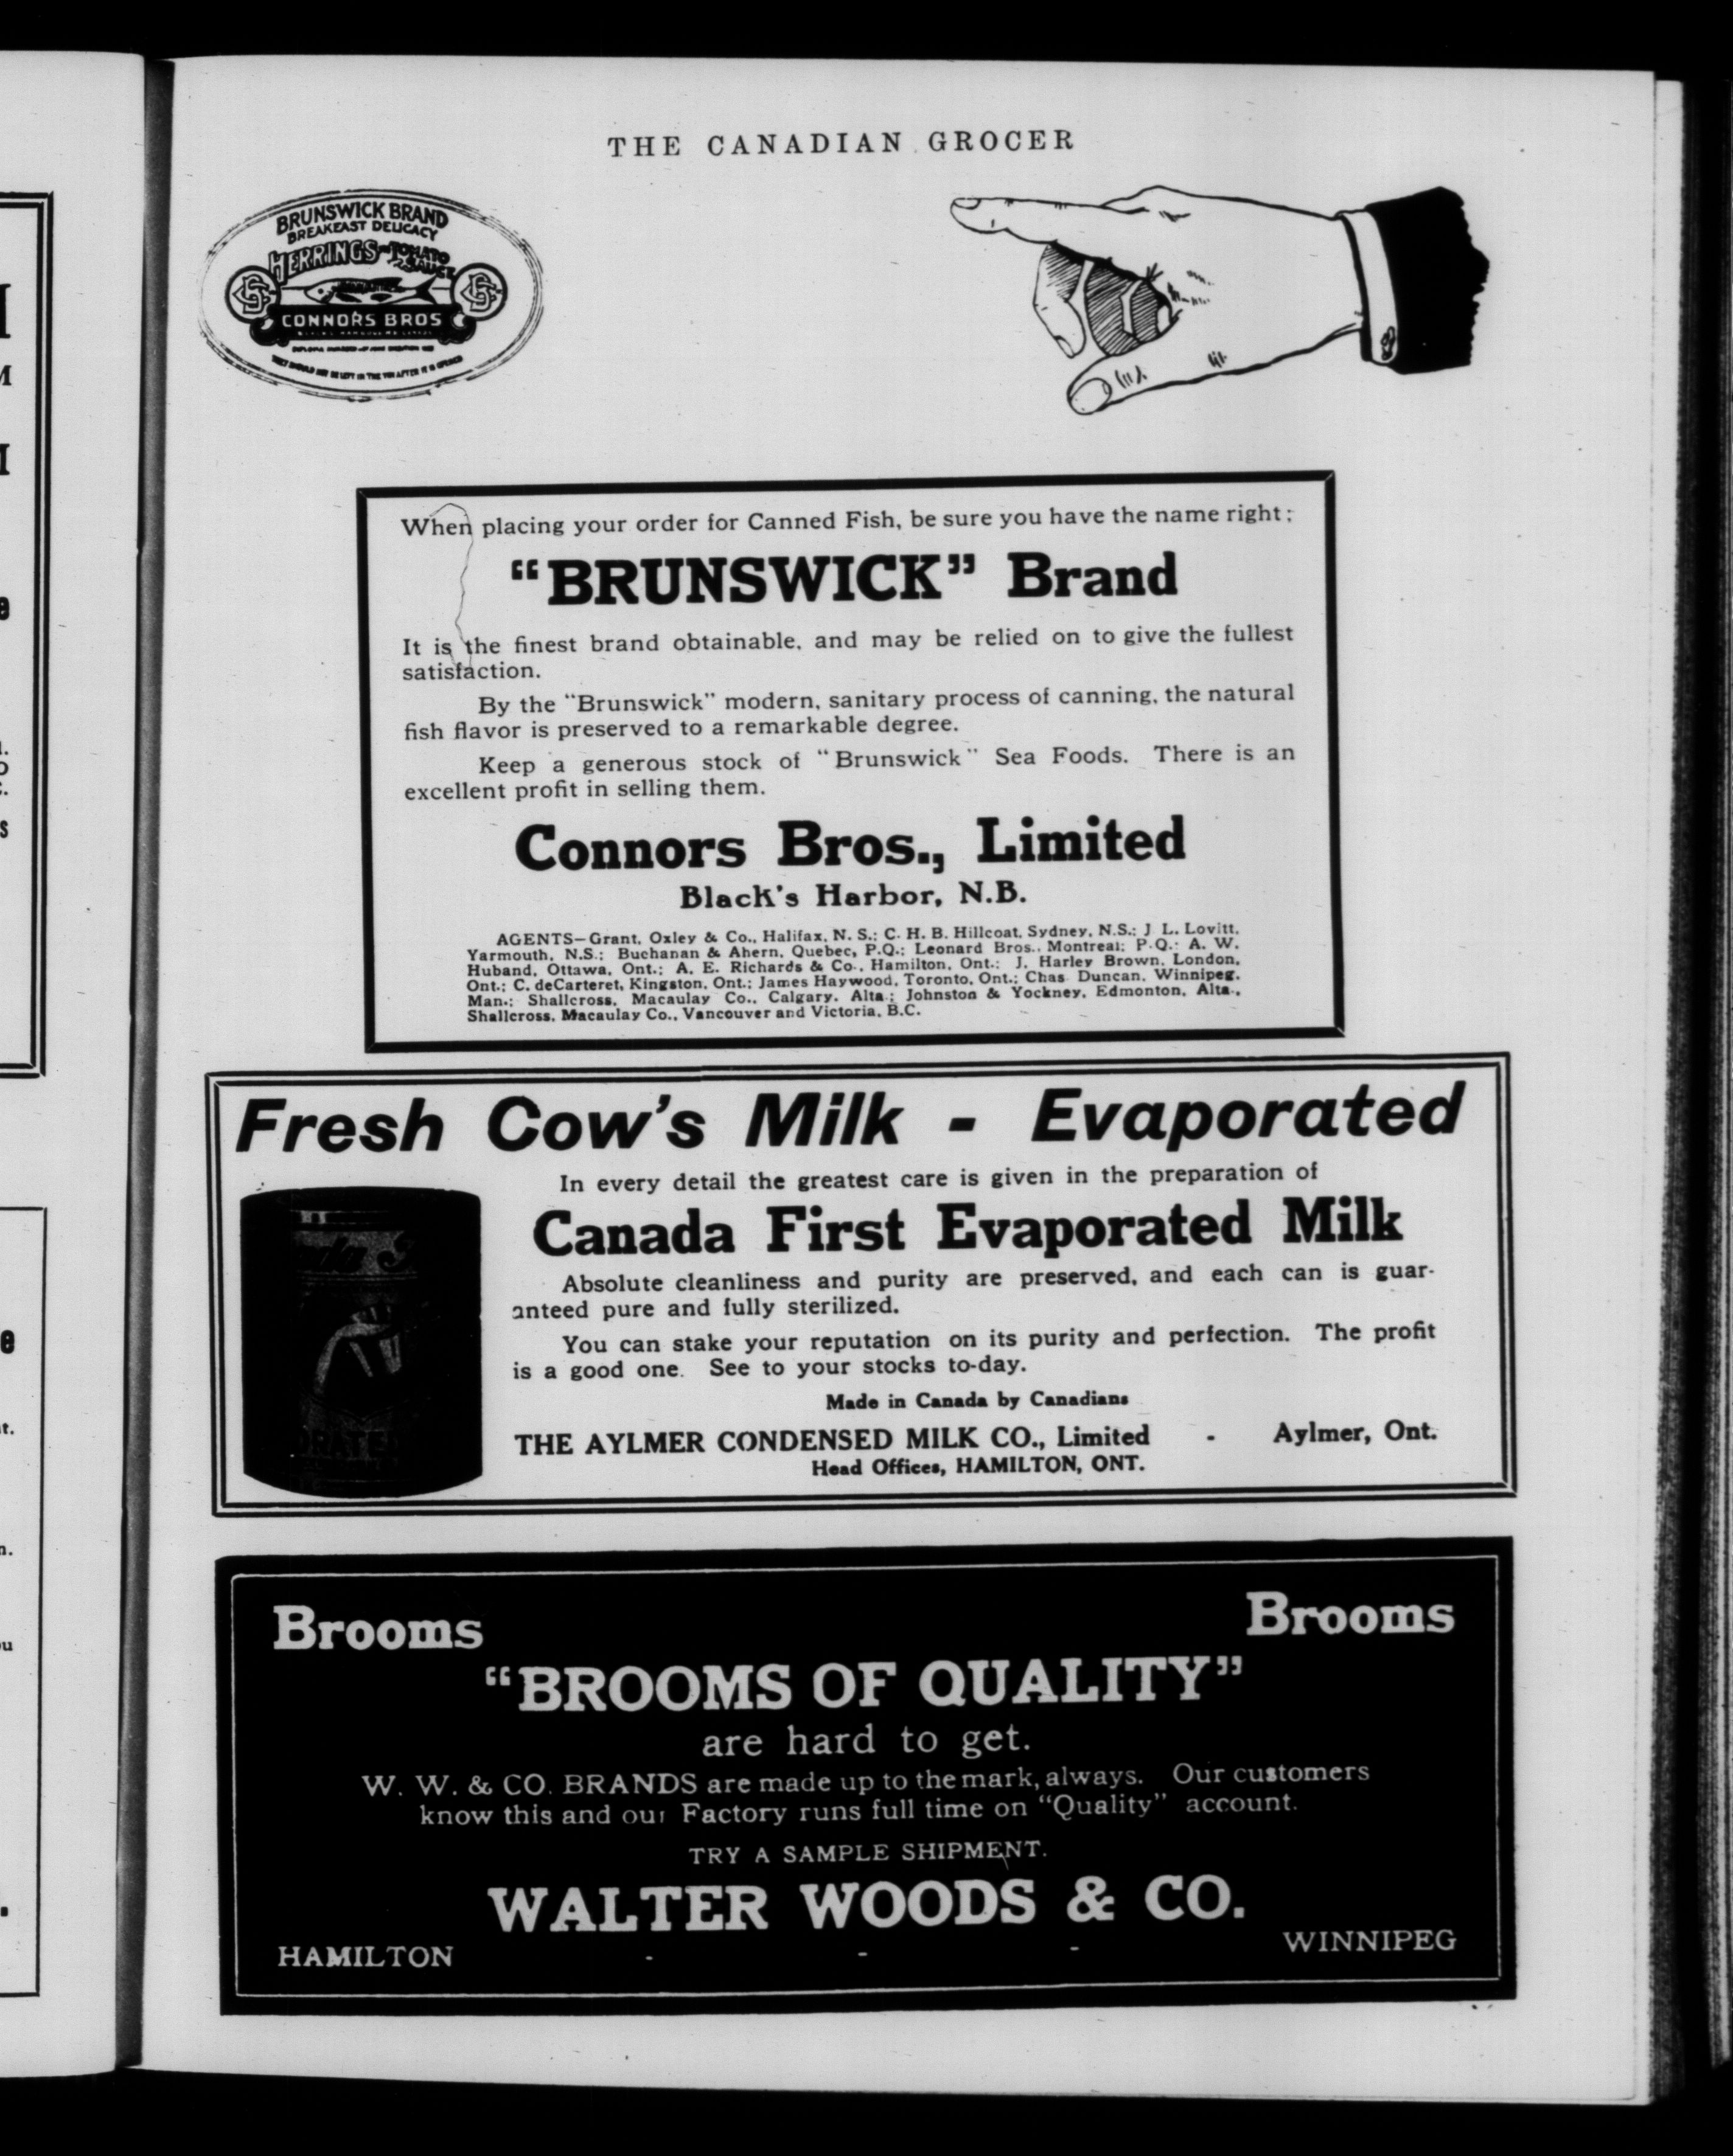 THE CANADIAN GROCER
BRUNSWICK BRAND
BREAKFAST DELICACY
HERRINGS IN TOMATO
SAUCE
CONNORS BROS
When placing your order for Canned Fish, be sure you have the name right:
"BRUNSWICK" Brand
It is the finest brand obtainable, and may be relied on to give the fullest
satisfaction.
By the "Brunswick" modern, sanitary process of canning, the natural
fish flavor is preserved to a remarkable degree.
Keep a generous stock of "Brunswick" Sea Foods. There is an
excellent profit in selling them.
Connors Bros., Limited
Black's Harbor, N.B.
AGENTS—Grant, Oxley & Co., Halifax, N. S.; C. H. B. Hillcoat, Sydney, N.S.; J. L. Lovitt,
Yarmouth, N.S.; Buchanan & Ahern, Quebec, P.Q.; Leonard Bros., Montreal; P.Q.; A. W.
Huband, Ottawa, Ont.; A. E. Richards & Co., Hamilton, Ont.; J. Harley Brown, London,
Ont.; C. deCarteret, Kingston, Ont.; James Haywood, Toronto, Ont.; Chas. Duncan, Winnipeg,
Man.; Shallcross, Macaulay Co., Calgary, Alta.; Johnston & Yockney, Edmonton, Alta.,
Shallcross, Macaulay Co., Vancouver and Victoria, B.C.
Fresh Cow's Milk - Evaporated
In every detail the greatest care is given in the preparation of
Canada First Evaporated Milk
Absolute cleanliness and purity are preserved, and each can is guar-
anteed pure and fully sterilized.
You can stake your reputation on its purity and perfection. The profit
is a good one. See to your stocks to-day.
Made in Canada by Canadians
THE AYLMER CONDENSED MILK CO., Limited - Aylmer, Ont.
Head Offices, HAMILTON, ONT.
Brooms Brooms
"BROOMS OF QUALITY"
are hard to get.
W. W. & CO. BRANDS are made up to the mark, always. Our customers
know this and our Factory runs full time on "Quality" account.
TRY A SAMPLE SHIPMENT.
WALTER WOODS & CO.
HAMILTON - - - WINNIPEG